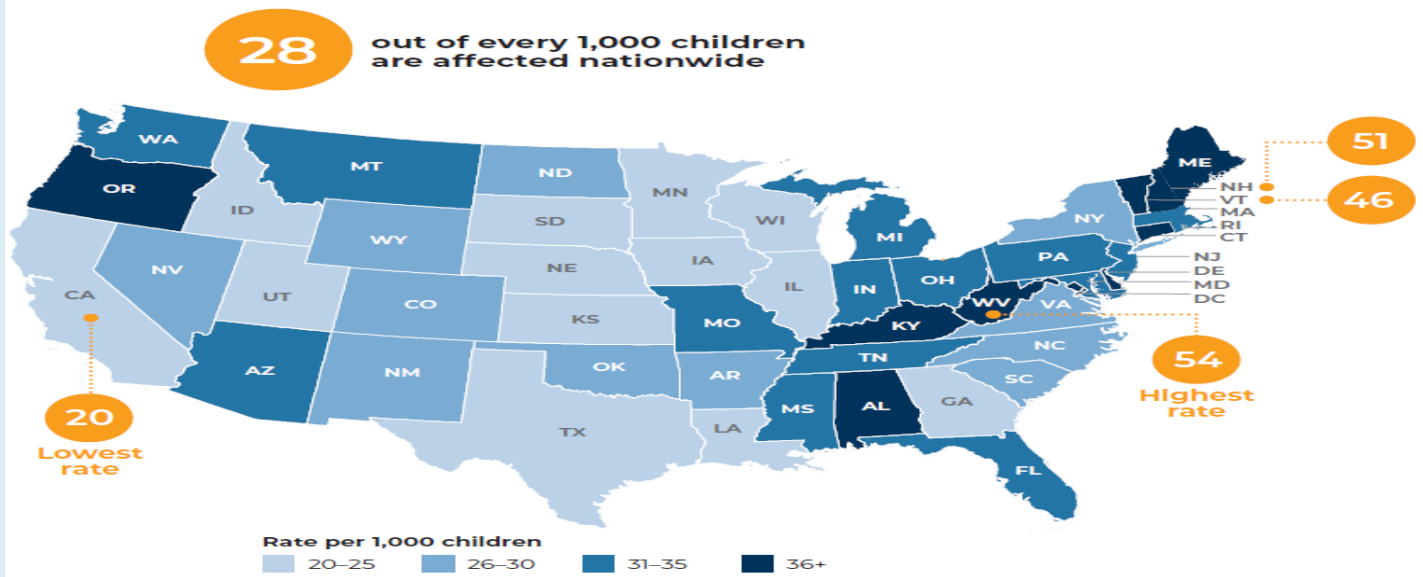 28
out of every 1,000 children
are affected nationwide
WA
MT
ND
MN
OR
ID
WY
SD
WI
MI
NY
ME
NH
VT
MA
RI
CT
51
46
NV
UT
CO
NE
IA
IL
IN
OH
PA
NJ
DE
MD
DC
CA
KS
MO
KY
WV
VA
AZ
NM
OK
AR
TN
NC
SC
TX
LA
MS
AL
GA
FL
20
Lowest
rate
54
Highest
rate
Rate per 1,000 children
20–25
26–30
31–35
36+